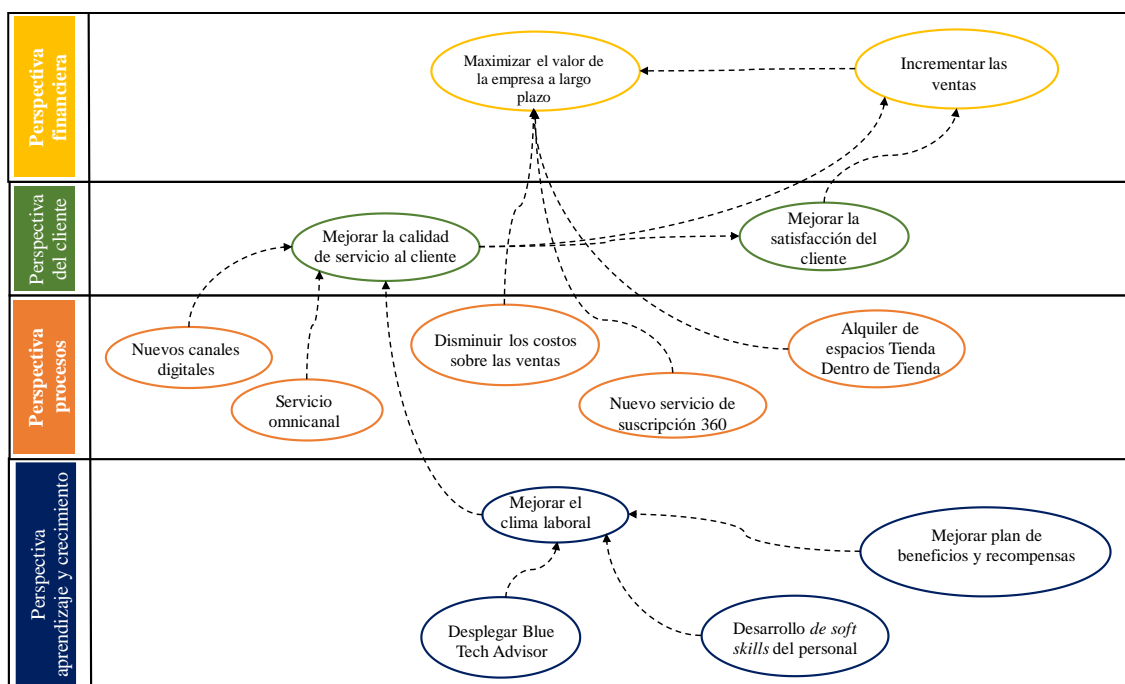 Perspectiva
financiera
Maximizar el valor de
la empresa a largo
plazo
Incrementar las
ventas
Perspectiva
del cliente
Mejorar la calidad
de servicio al cliente
Mejorar la
satisfacción del
cliente
Perspectiva
procesos
Nuevos canales
digitales
Servicio
omnicanal
Disminuir los costos
sobre las ventas
Nuevo servicio de
suscripción 360
Alquiler de
espacios Tienda
Dentro de Tienda
Perspectiva
aprendizaje y crecimiento
Mejorar el
clima laboral
Mejorar plan de
beneficios y recompensas
Desplegar Blue
Tech Advisor
Desarrollo de soft
skills del personal